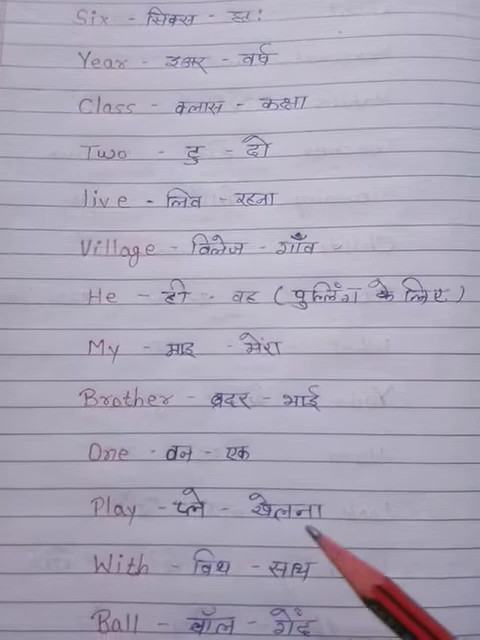 Six - सिक्स - छः
Year - इअर - वर्ष
Class - क्लास - कक्षा
Two - टु - दो
live - लिव - रहना
Village - विलेज - गाँव -
He - ही - वह (पुल्लिंग के लिए)
My - माइ - मेरा
Brother - ब्रदर - भाई
One - वन - एक
Play - प्ले - खेलना
With - विथ - साथ
Ball - बॉल - गेंद